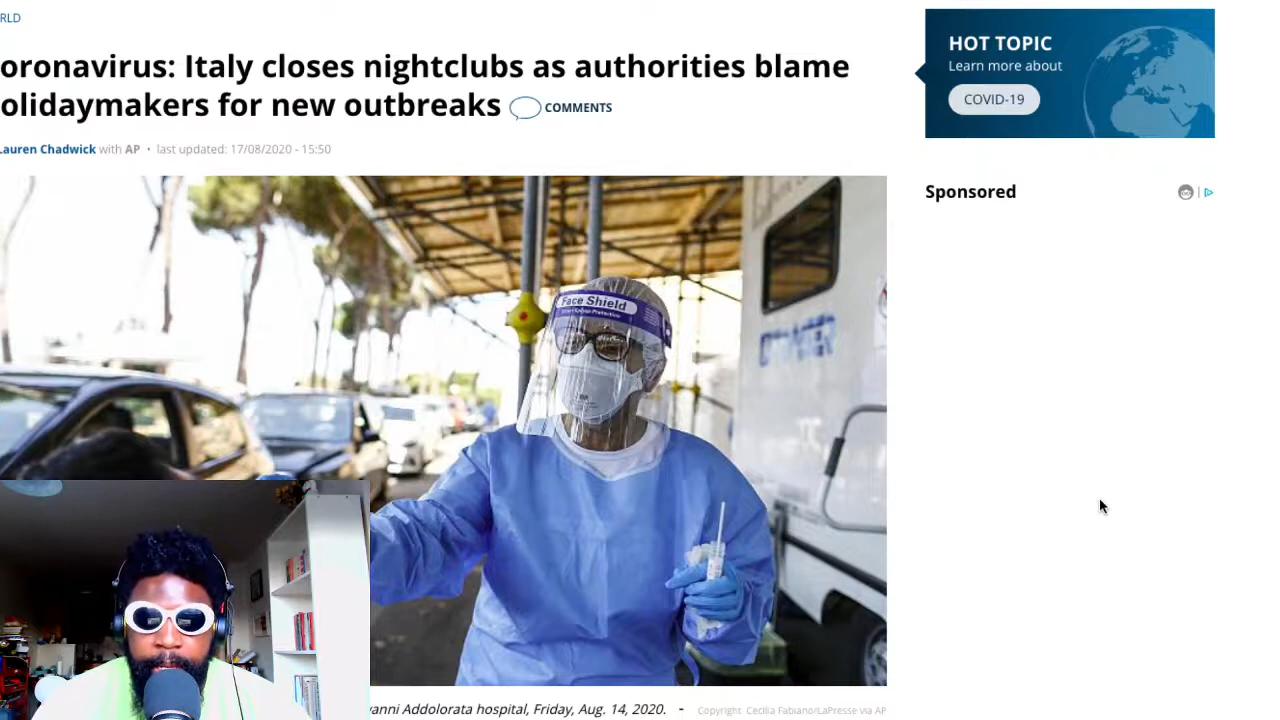 RLD
oronavirus: Italy closes nightclubs as authorities blame
olidaymakers for new outbreaks COMMENTS
Lauren Chadwick with AP • last updated: 17/08/2020 - 15:50
HOT TOPIC
Learn more about
COVID-19
Sponsored
Face Shield
vanni Addolorata hospital, Friday, Aug. 14, 2020. -
Copyright Cecilia Fabiano/LaPresse via AP